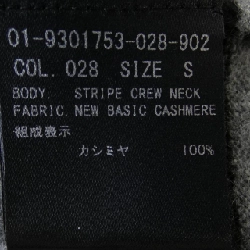 01-9301753-028-902
COL. 028 SIZE S
BODY. STRIPE CREW NECK
FABRIC. NEW BASIC CASHMERE
組成表示
カシミヤ 100%